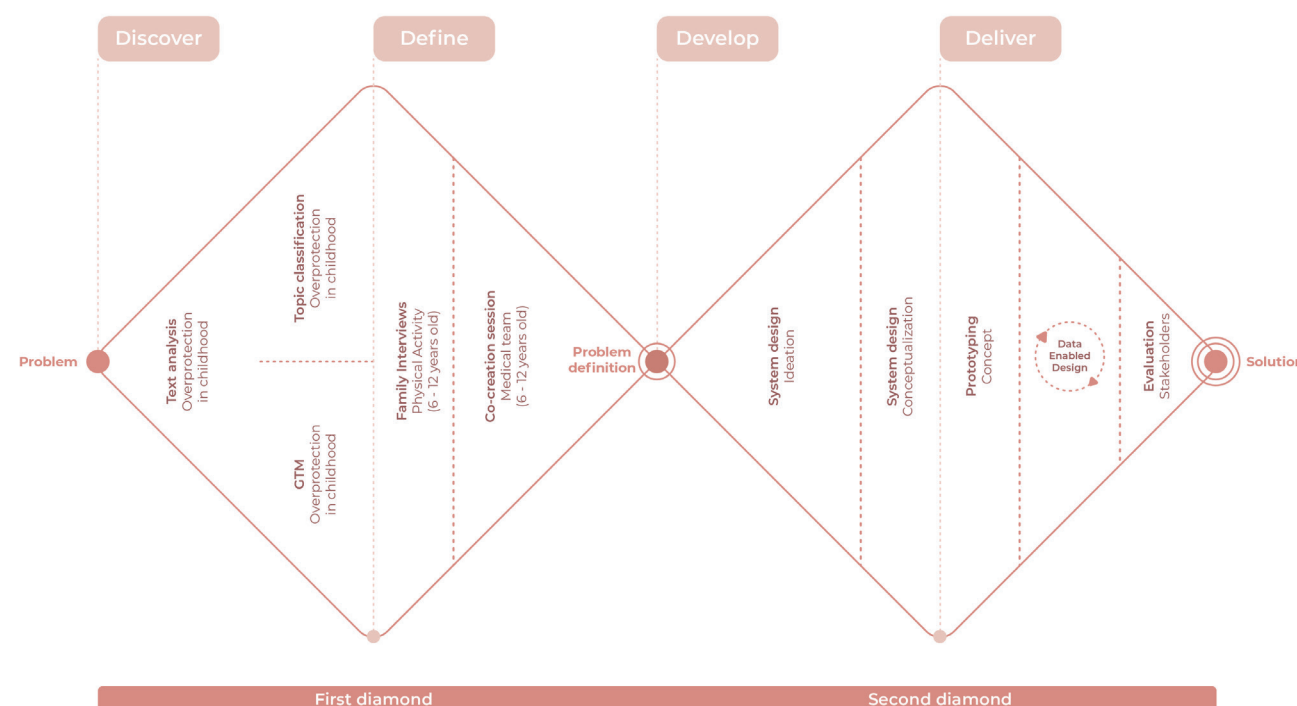 Discover
Define
Develop
Deliver
Problem
Text analysis
Overprotection
in childhood
Topic classification
Overprotection
in childhood
GTM
Overprotection
in childhood
Family Interviews
Physical Activity
(6 - 12 years old)
Co-creation session
Medical team
(6 - 12 years old)
Problem
definition
System design
Ideation
System design
Conceptualization
Prototyping
Concept
Data
Enabled
Design
Evaluation
Stakeholders
Solution
First diamond
Second diamond